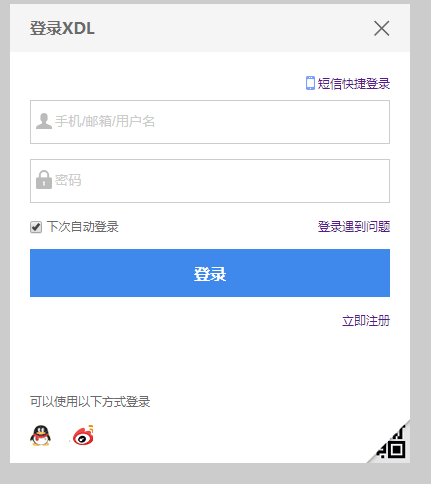 登录XDL
短信快捷登录
手机/邮箱/用户名
密码
下次自动登录
登录遇到问题
登录
立即注册
可以使用以下方式登录